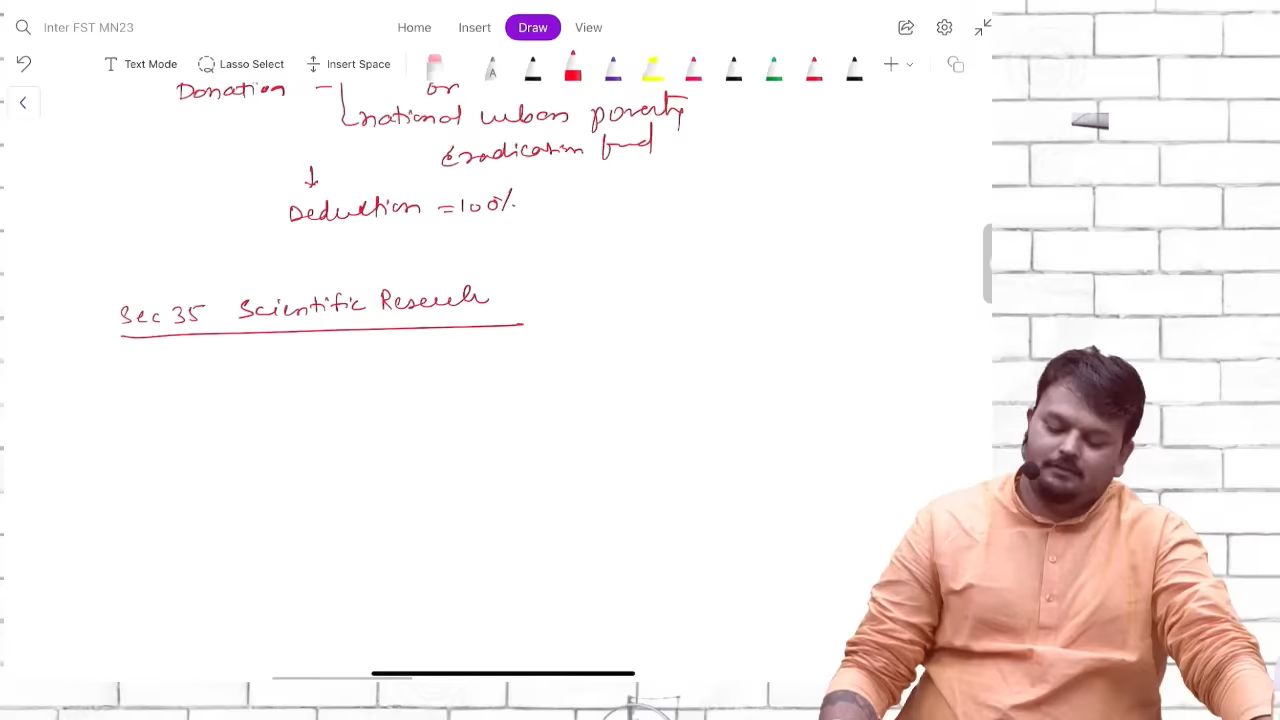 Inter FST MN23
Home Insert Draw View
Text Mode Lasso Select Insert Space
Donation - or
national urban poverty
eradication fund
↓
Deduction = 100%
Sec 35 Scientific Research